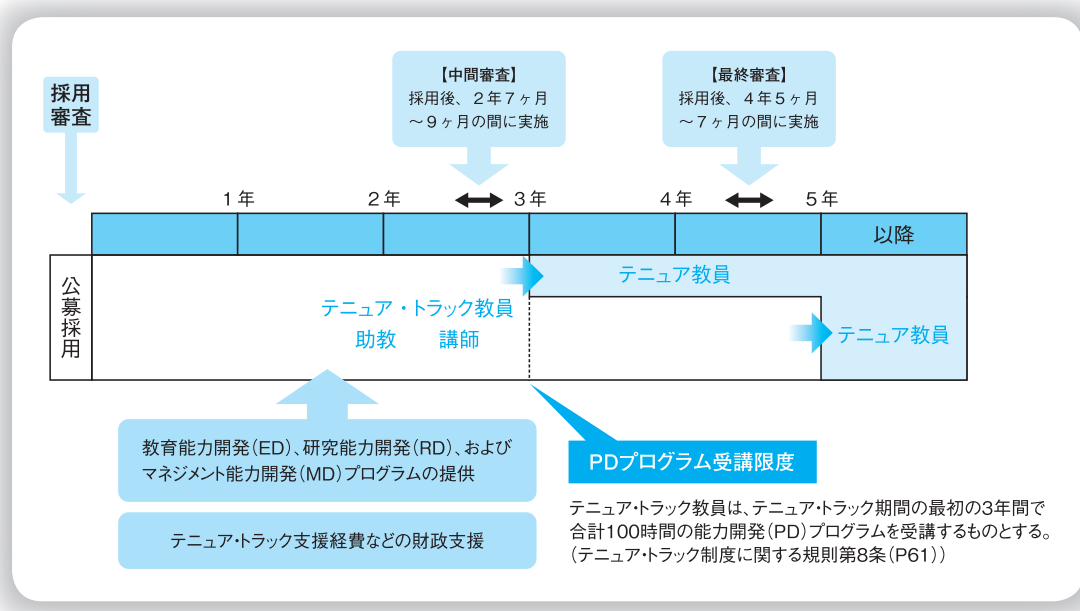 採用
審査
【中間審査】
採用後、2年7ヶ月
～9ヶ月の間に実施
【最終審査】
採用後、4年5ヶ月
～7ヶ月の間に実施
1年
2年
3年
4年
5年
以降
公募採用
テニュア教員
テニュア・トラック教員
助教 講師
テニュア教員
教育能力開発(ED)、研究能力開発(RD)、および
マネジメント能力開発(MD)プログラムの提供
テニュア・トラック支援経費などの財政支援
PDプログラム受講限度
テニュア・トラック教員は、テニュア・トラック期間の最初の3年間で
合計100時間の能力開発(PD)プログラムを受講するものとする。
(テニュア・トラック制度に関する規則第8条(P61))